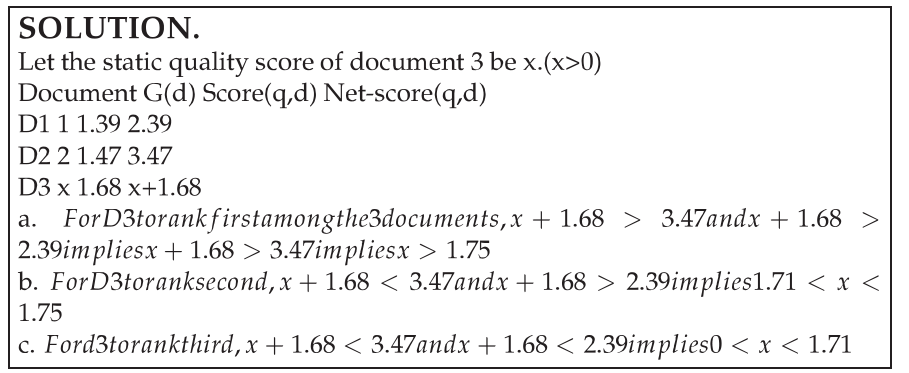 SOLUTION.
Let the static quality score of document 3 be x.(x>0)
Document G(d) Score(q,d) Net-score(q,d)
D1 1 1.39 2.39
D2 2 1.47 3.47
D3 x 1.68 x+1.68
a. ForD3torankfirstamongthe3documents, x + 1.68 > 3.47andx + 1.68 >
2.39impliesx + 1.68 > 3.47impliesx > 1.75
b. ForD3toranksecond, x + 1.68 < 3.47andx + 1.68 > 2.39implies1.71 < x <
1.75
c. Ford3torankthird, x + 1.68 < 3.47andx + 1.68 < 2.39implies0 < x < 1.71